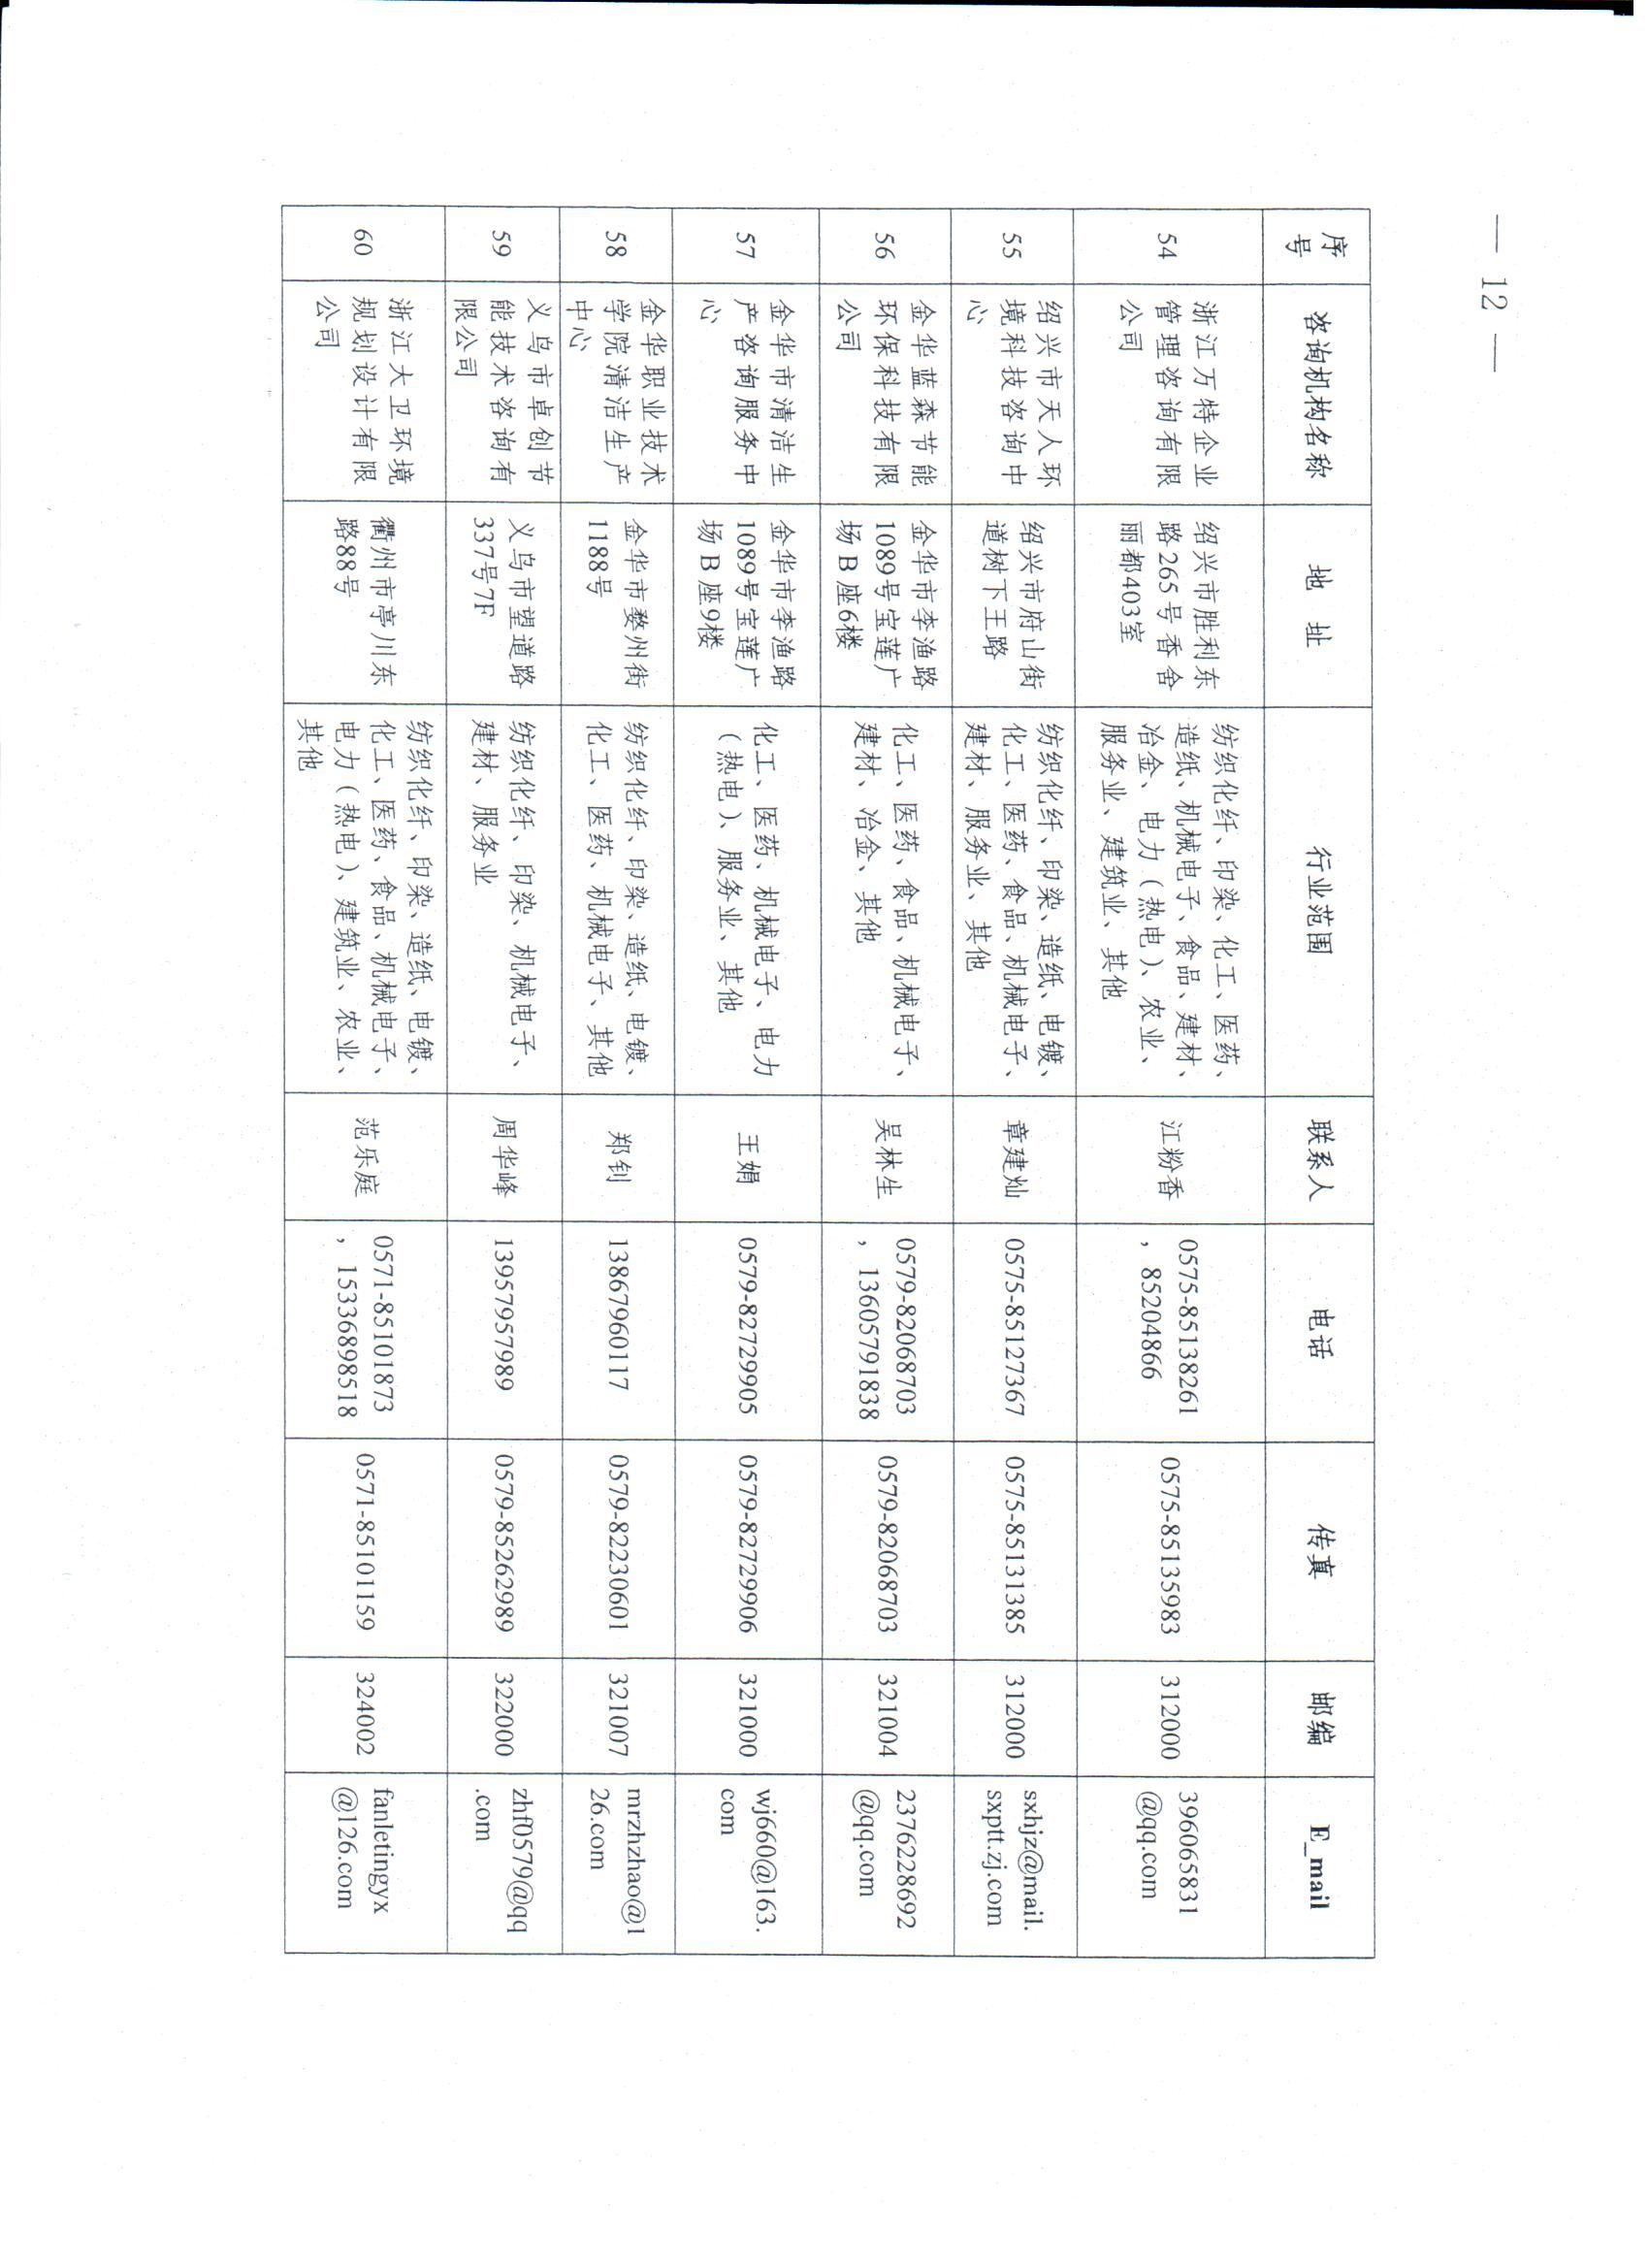 — 12 —
序
号
咨询机构名称
地 址
行业范围
联系人
电话
传真
邮编
E_mail
54
浙江万特企业
管理咨询有限
公司
绍兴市胜利东
路265号香舍
丽都403室
纺织化纤、印染、化工、医药、
造纸、机械电子、食品、建材、
冶金、电力（热电）、农业、
服务业、建筑业、其他
江粉香
0575-85138261
，85204866
0575-85135983
312000
396065831
@qq.com
55
绍兴市天人环
境科技咨询中
心
绍兴市府山街
道树下王路
纺织化纤、印染、造纸、电镀、
化工、医药、食品、机械电子、
建材、服务业、其他
章建灿
0575-85127367
0575-85131385
312000
sxhjz@mail.
sxptt.zj.com
56
金华蓝森节能
环保科技有限
公司
金华市李渔路
1089号宝莲广
场 B 座6楼
化工、医药、食品、机械电子、
建材、冶金、其他
吴林生
0579-82068703
，13605791838
0579-82068703
321004
2376228692
@qq.com
57
金华市清洁生
产咨询服务中
心
金华市李渔路
1089号宝莲广
场 B 座9楼
化工、医药、机械电子、电力
（热电）、服务业、其他
王娟
0579-82729905
0579-82729906
321000
wj660@163.
com
58
金华职业技术
学院清洁生产
中心
金华市婺州街
1188号
纺织化纤、印染、造纸、电镀、
化工、医药、机械电子、其他
郑钊
13867960117
0579-82230601
321007
mrzhzhao@1
26.com
59
义乌市卓创节
能技术咨询有
限公司
义乌市望道路
337号7F
纺织化纤、印染、机械电子、
建材、服务业
周华峰
13957957989
0579-85262989
322000
zhf0579@qq
.com
60
浙江大卫环境
规划设计有限
公司
衢州市亭川东
路88号
纺织化纤、印染、造纸、电镀、
化工、医药、食品、机械电子、
电力（热电）、建筑业、农业、
其他
范乐庭
0571-85101873
，15336898518
0571-85101159
324002
fanletingyx
@126.com